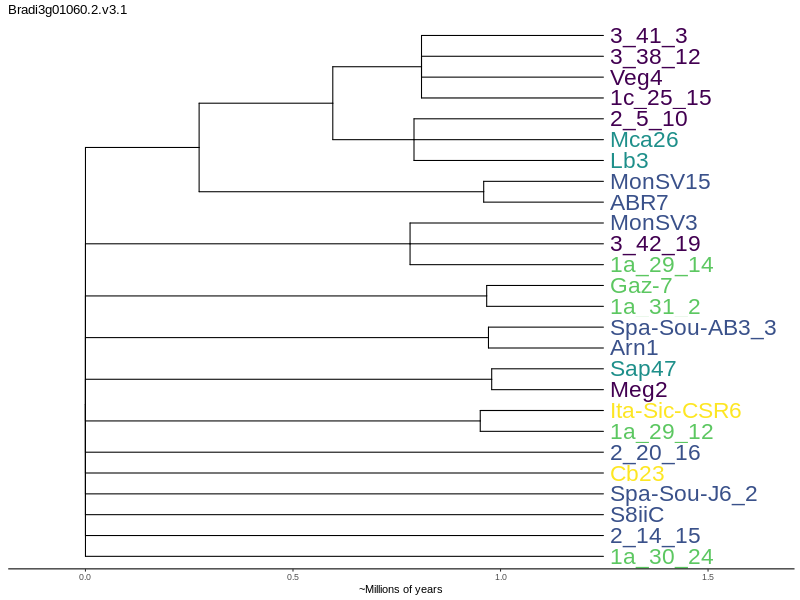 Bradi3g01060.2.v3.1
3_41_3
3_38_12
Veg4
1c_25_15
2_5_10
Mca26
Lb3
MonSV15
ABR7
MonSV3
3_42_19
1a_29_14
Gaz-7
1a_31_2
Spa-Sou-AB3_3
Arn1
Sap47
Meg2
Ita-Sic-CSR6
1a_29_12
2_20_16
Cb23
Spa-Sou-J6_2
S8iiC
2_14_15
1a_30_24
0.0 0.5 1.0 1.5
~Millions of years